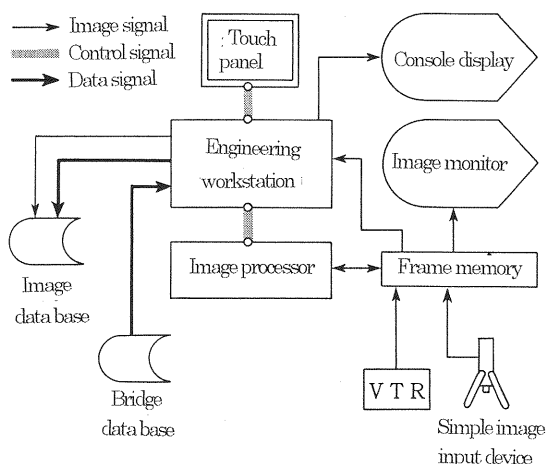 Image signal
Control signal
Data signal
Touch
panel
Console display
Engineering
workstation
Image monitor
Image processor
Frame memory
Image
data base
Bridge
data base
V T R
Simple image
input device